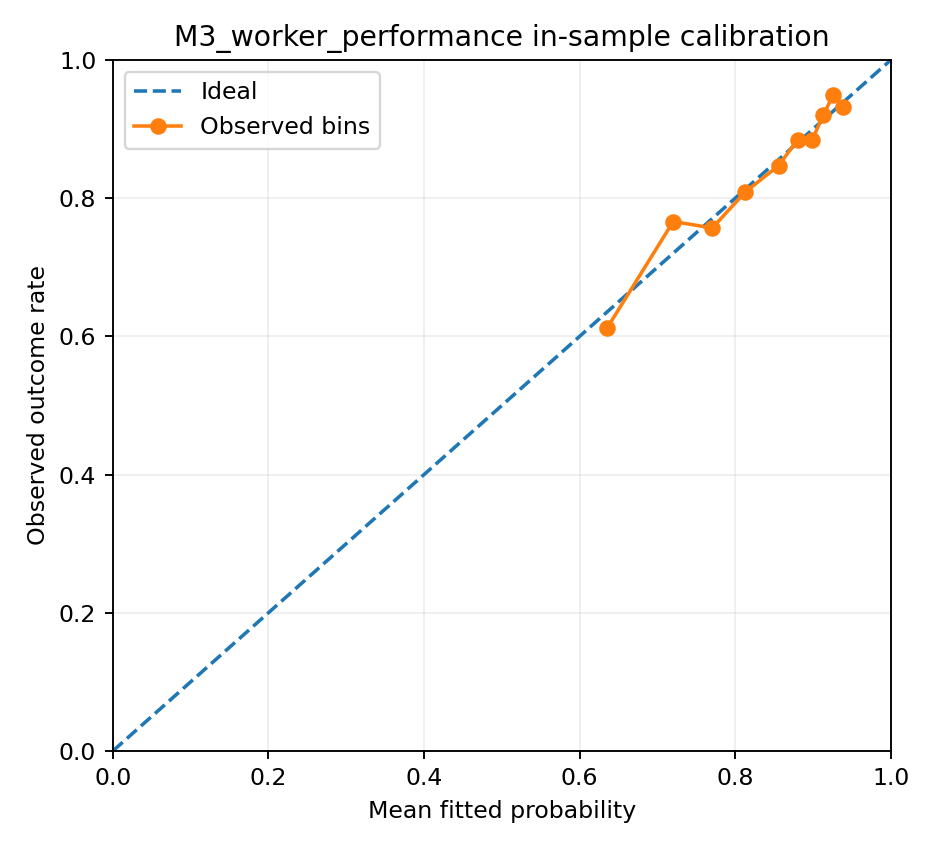 M3_worker_performance in-sample calibration
Ideal
Observed bins
1.0
0.8
0.6
0.4
0.2
0.0
Observed outcome rate
0.0 0.2 0.4 0.6 0.8 1.0
Mean fitted probability